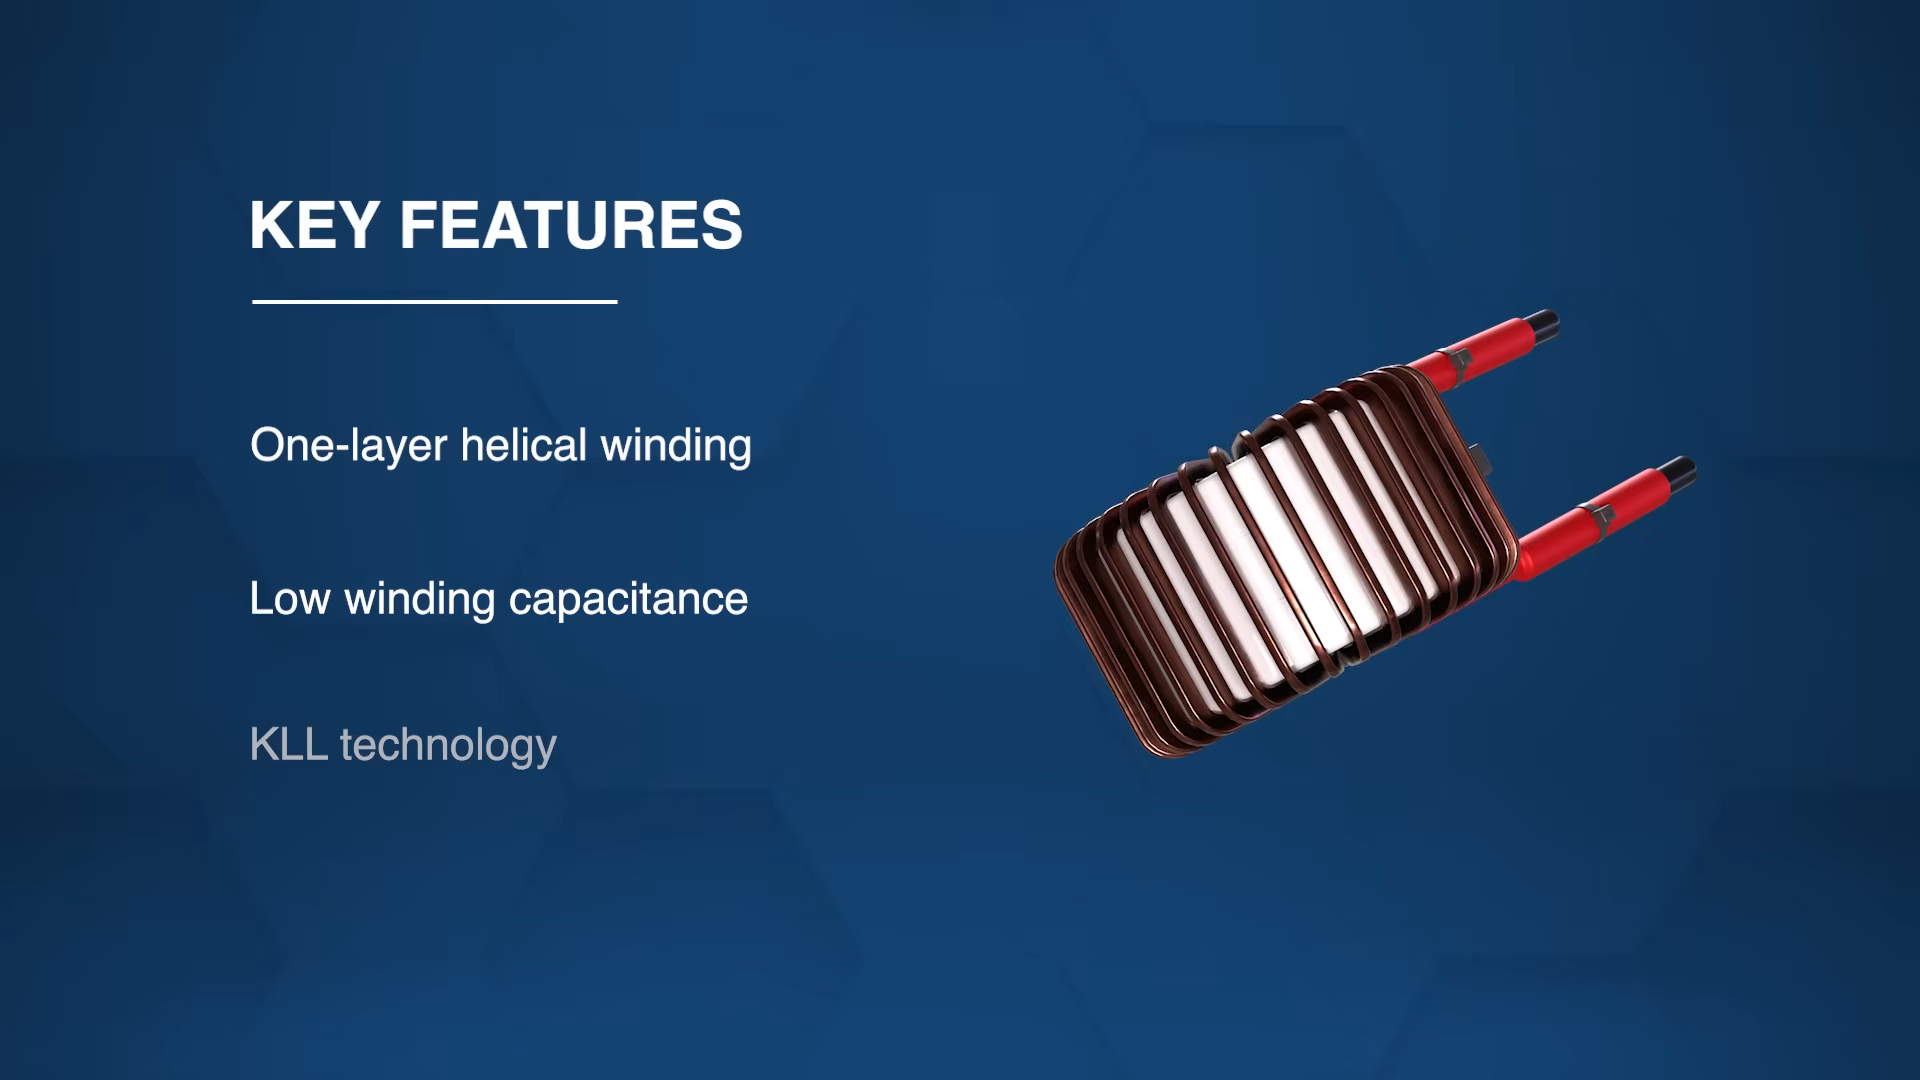 KEY FEATURES
One-layer helical winding
Low winding capacitance
KLL technology